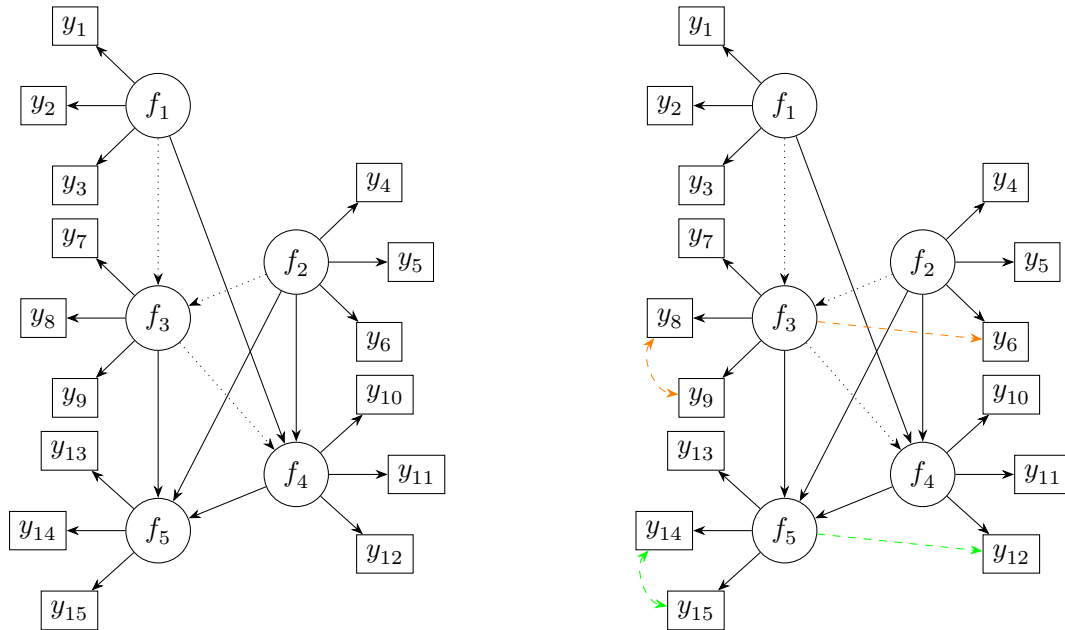 y₁ y₁
y₂ f₁ y₂ f₁
y₃ y₄ y₃ y₄
y₇ y₇
f₂ y₅ f₂ y₅
y₈ f₃ y₈ f₃
y₆ y₆
y₉ y₁₀ y₉ y₁₀
y₁₃ y₁₃
f₄ y₁₁ f₄ y₁₁
y₁₄ f₅ y₁₄ f₅
y₁₂ y₁₂
y₁₅ y₁₅